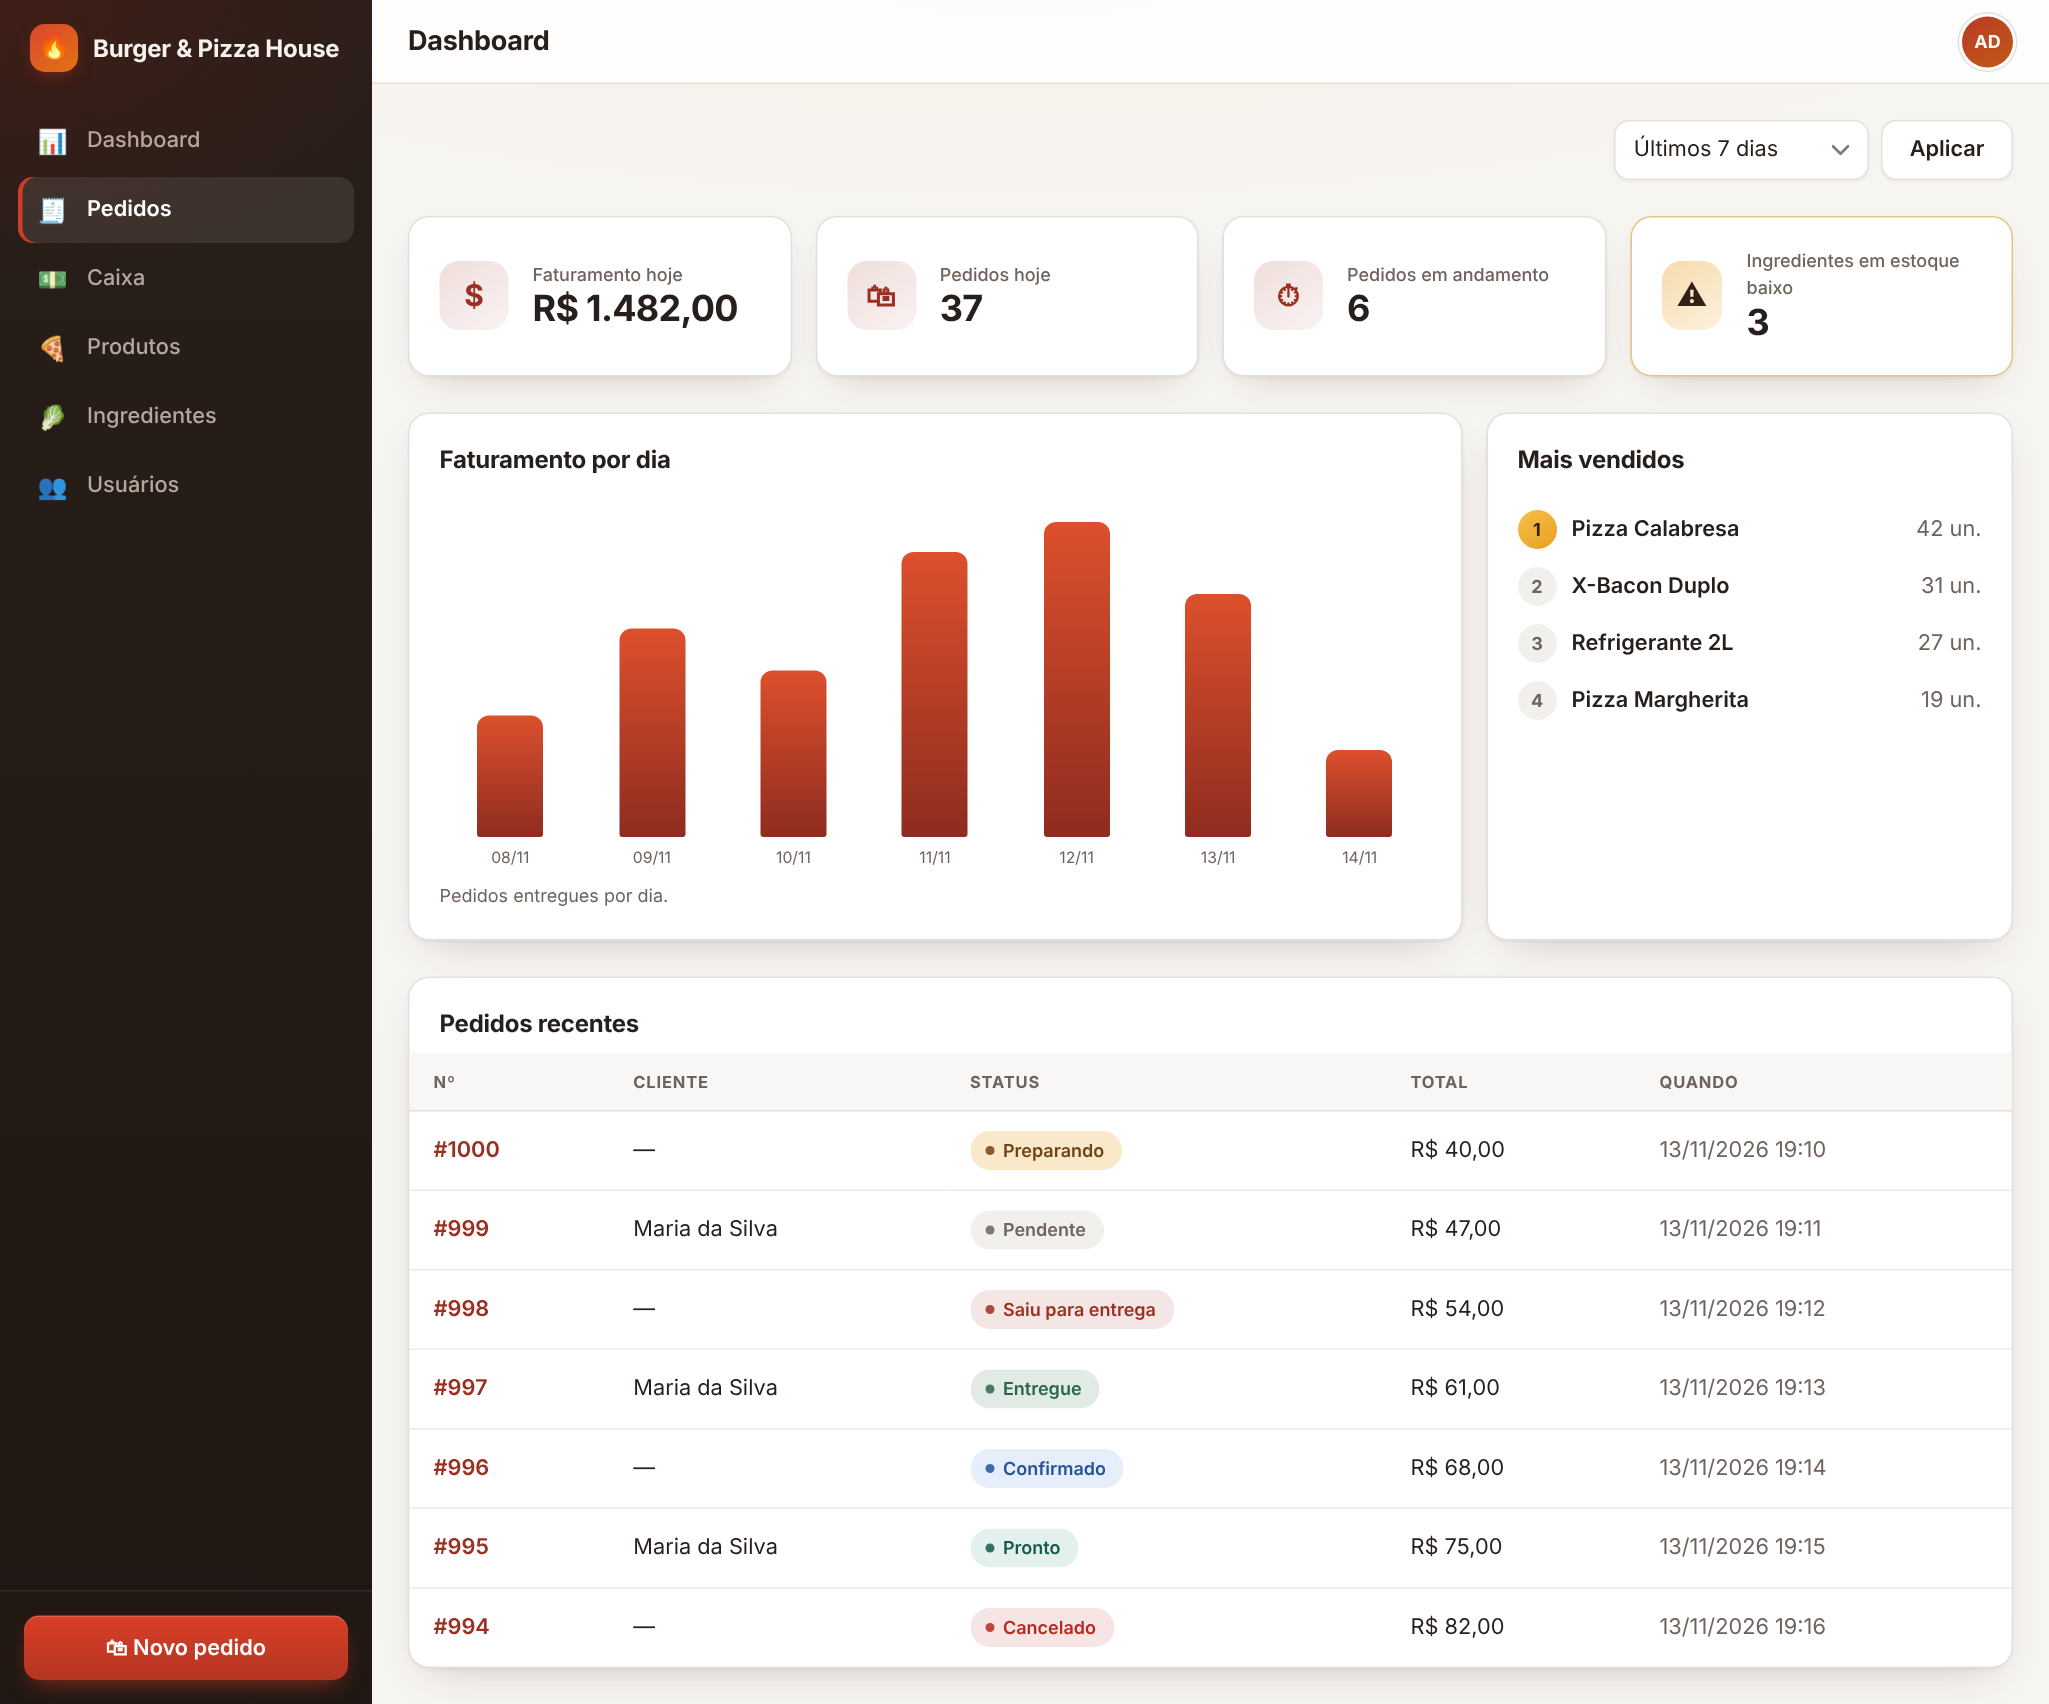 Burger & Pizza House
Dashboard
Pedidos
Caixa
Produtos
Ingredientes
Usuários
Novo pedido
Dashboard
AD
Últimos 7 dias
Aplicar
$
Faturamento hoje
R$ 1.482,00
Pedidos hoje
37
Pedidos em andamento
6
Ingredientes em estoque
baixo
3
Faturamento por dia
08/11 09/11 10/11 11/11 12/11 13/11 14/11
Pedidos entregues por dia.
Mais vendidos
1 Pizza Calabresa 42 un.
2 X-Bacon Duplo 31 un.
3 Refrigerante 2L 27 un.
4 Pizza Margherita 19 un.
Pedidos recentes
Nº CLIENTE STATUS TOTAL QUANDO
#1000 — Preparando R$ 40,00 13/11/2026 19:10
#999 Maria da Silva Pendente R$ 47,00 13/11/2026 19:11
#998 — Saiu para entrega R$ 54,00 13/11/2026 19:12
#997 Maria da Silva Entregue R$ 61,00 13/11/2026 19:13
#996 — Confirmado R$ 68,00 13/11/2026 19:14
#995 Maria da Silva Pronto R$ 75,00 13/11/2026 19:15
#994 — Cancelado R$ 82,00 13/11/2026 19:16